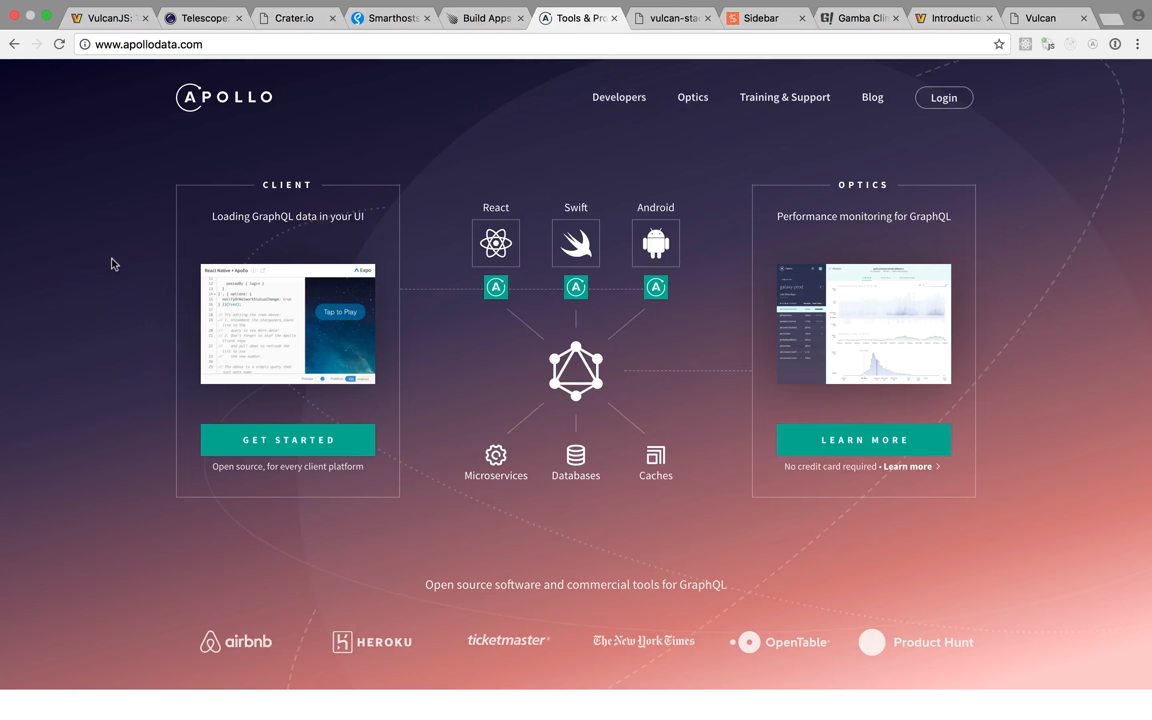 VulcanJS: T
Telescopes:
Crater.io
Smarthosts
Build Apps
Tools & Pro
vulcan-sta
Sidebar
Gamba Clin
Introductio
Vulcan
www.apollodata.com
APOLLO
Developers
Optics
Training & Support
Blog
Login
CLIENT
Loading GraphQL data in your UI
React Native + Apollo
Expo
Tap to Play
GET STARTED
Open source, for every client platform
React
Swift
Android
Microservices
Databases
Caches
OPTICS
Performance monitoring for GraphQL
LEARN MORE
No credit card required • Learn more >
Open source software and commercial tools for GraphQL
airbnb
HEROKU
ticketmaster®
The New York Times
OpenTable®
Product Hunt